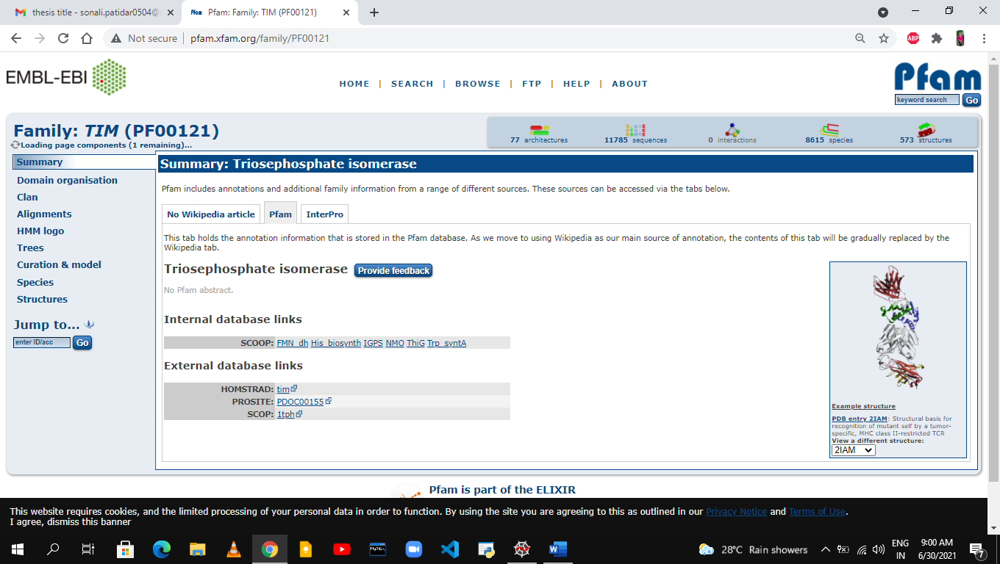 thesis title - sonali.patidar0504@
Pfam: Family: TIM (PF00121)
Not secure
pfam.xfam.org/family/PF00121
ABP
EMBL-EBI
HOME | SEARCH | BROWSE | FTP | HELP | ABOUT
Pfam
keyword search Go
Family: TIM (PF00121)
Loading page components (1 remaining)...
77 architectures
11785 sequences
0 interactions
8615 species
573 structures
Summary
Domain organisation
Clan
Alignments
HMM logo
Trees
Curation & model
Species
Structures
Jump to...
enter ID/acc Go
Summary: Triosephosphate isomerase
Pfam includes annotations and additional family information from a range of different sources. These sources can be accessed via the tabs below.
No Wikipedia article Pfam InterPro
This tab holds the annotation information that is stored in the Pfam database. As we move to using Wikipedia as our main source of annotation, the contents of this tab will be gradually replaced by the
Wikipedia tab.
Triosephosphate isomerase Provide feedback
No Pfam abstract.
Internal database links
SCOOP: FMN_dh His_biosynth IGPS NMO ThiG Trp_syntA
External database links
HOMSTRAD: tim
PROSITE: PDOC00155
SCOP: 1tph
Example structure
PDB entry 2IAM: Structural basis for
recognition of mutant self by a tumor-
specific, MHC class II-restricted TCR
View a different structure:
2IAM
Pfam is part of the ELIXIR
This website requires cookies, and the limited processing of your personal data in order to function. By using the site you are agreeing to this as outlined in our Privacy Notice and Terms of Use.
I agree, dismiss this banner
28°C Rain showers
ENG
IN
9:00 AM
6/30/2021
7